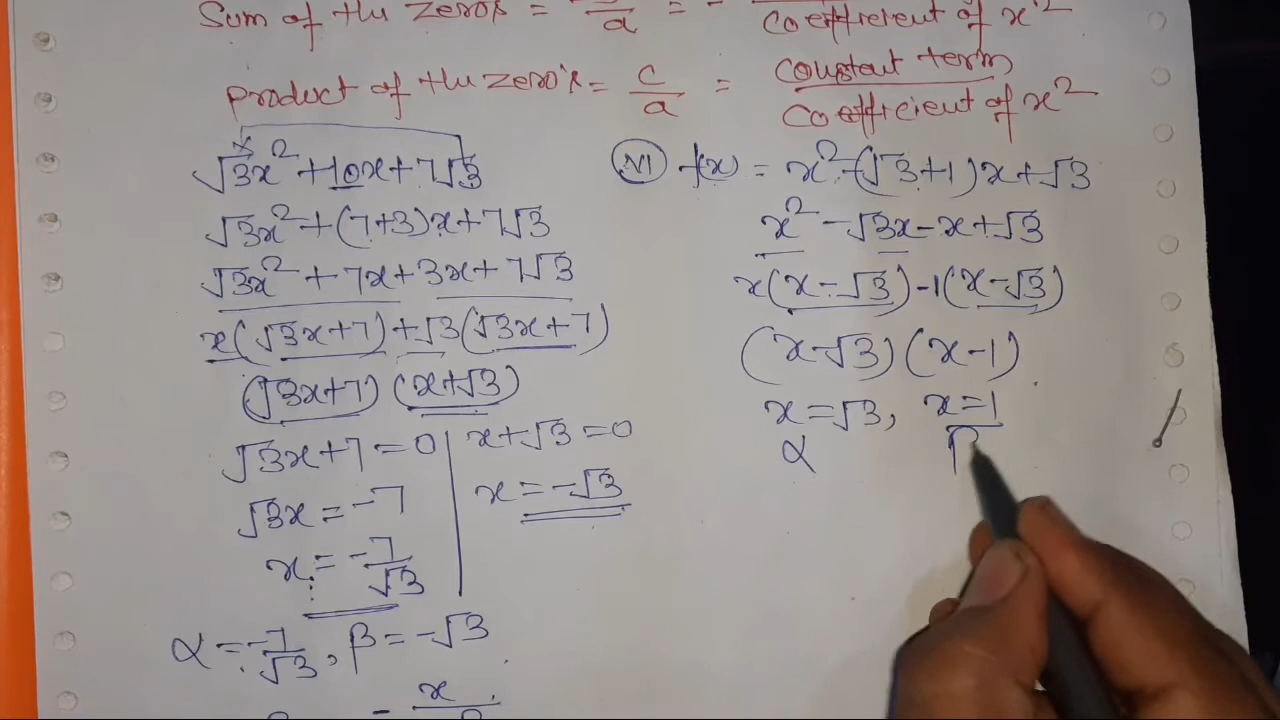 Sum of the zero's = /a = - /Coefficient of x²
product of the zero's = c/a = constant term/Coefficient of x²
√3x²+10x+7√3
√3x²+(7+3)x+7√3
√3x²+7x+3x+7√3
x(√3x+7)+√3(√3x+7)
(√3x+7)(x+√3)
√3x+7=0 | x+√3=0
√3x=-7
x=-√3
x=-7/√3
α=-7/√3, β=-√3
VI f(x) = x²-(√3+1)x+√3
x²-√3x-x+√3
x(x-√3)-1(x-√3)
(x-√3)(x-1)
x=√3, x=1
α